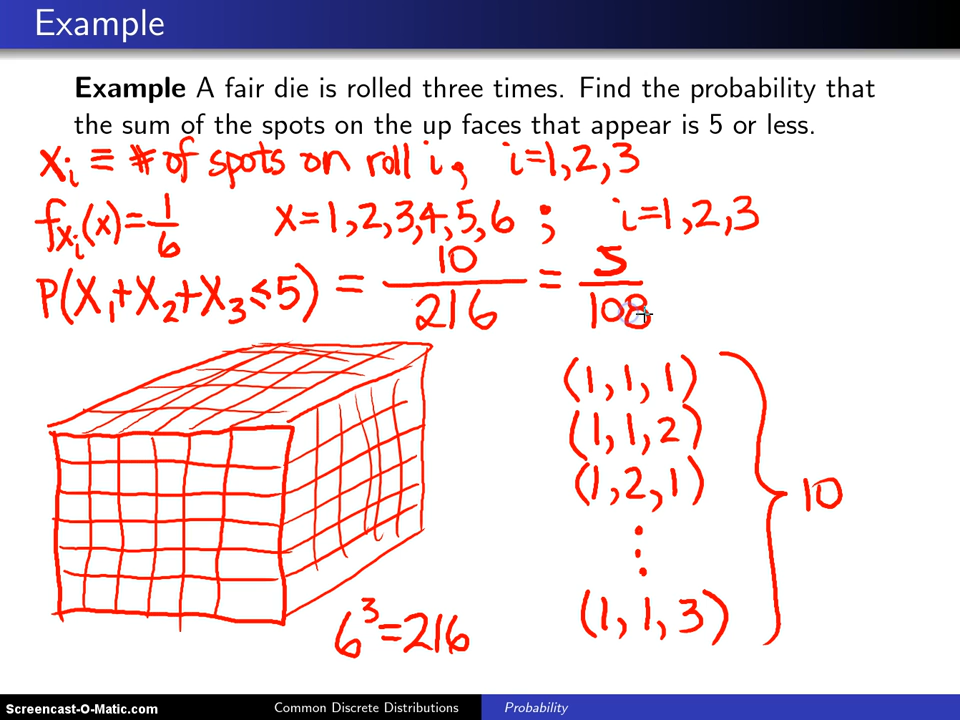 Example
Example A fair die is rolled three times. Find the probability that
the sum of the spots on the up faces that appear is 5 or less.
Xi ≡ # of spots on roll i, i=1,2,3
fXi(x) = 1/6 x=1,2,3,4,5,6 ; i=1,2,3
P(X1+X2+X3≤5) = 10/216 = 5/108
(1,1,1)
(1,1,2)
(1,2,1)
⋮
(1,1,3)
10
6³=216
Screencast-O-Matic.com Common Discrete Distributions Probability